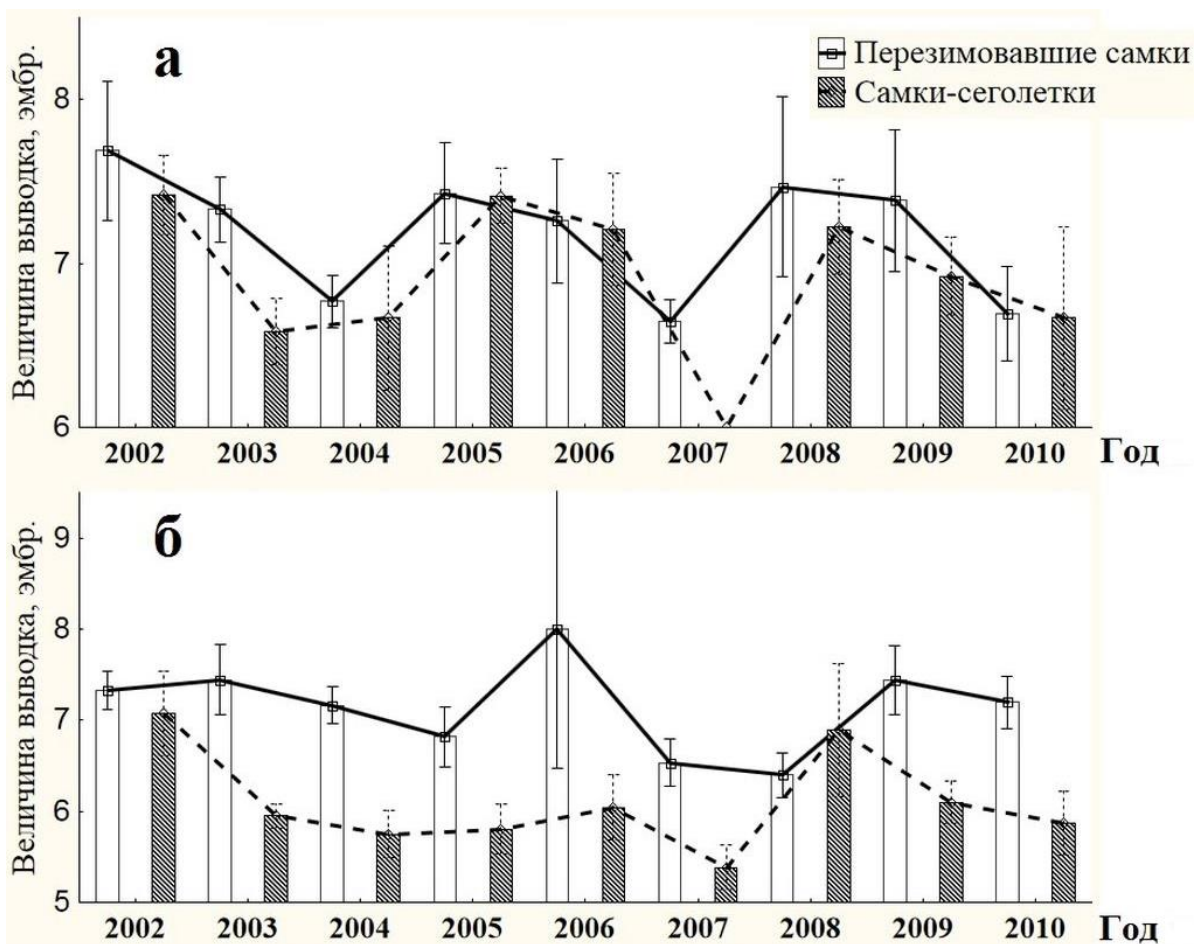 а
Перезимовавшие самки
Самки-сеголетки
Величина выводка, эмбр.
8
7
6
2002 2003 2004 2005 2006 2007 2008 2009 2010 Год
б
Величина выводка, эмбр.
9
8
7
6
5
2002 2003 2004 2005 2006 2007 2008 2009 2010 Год